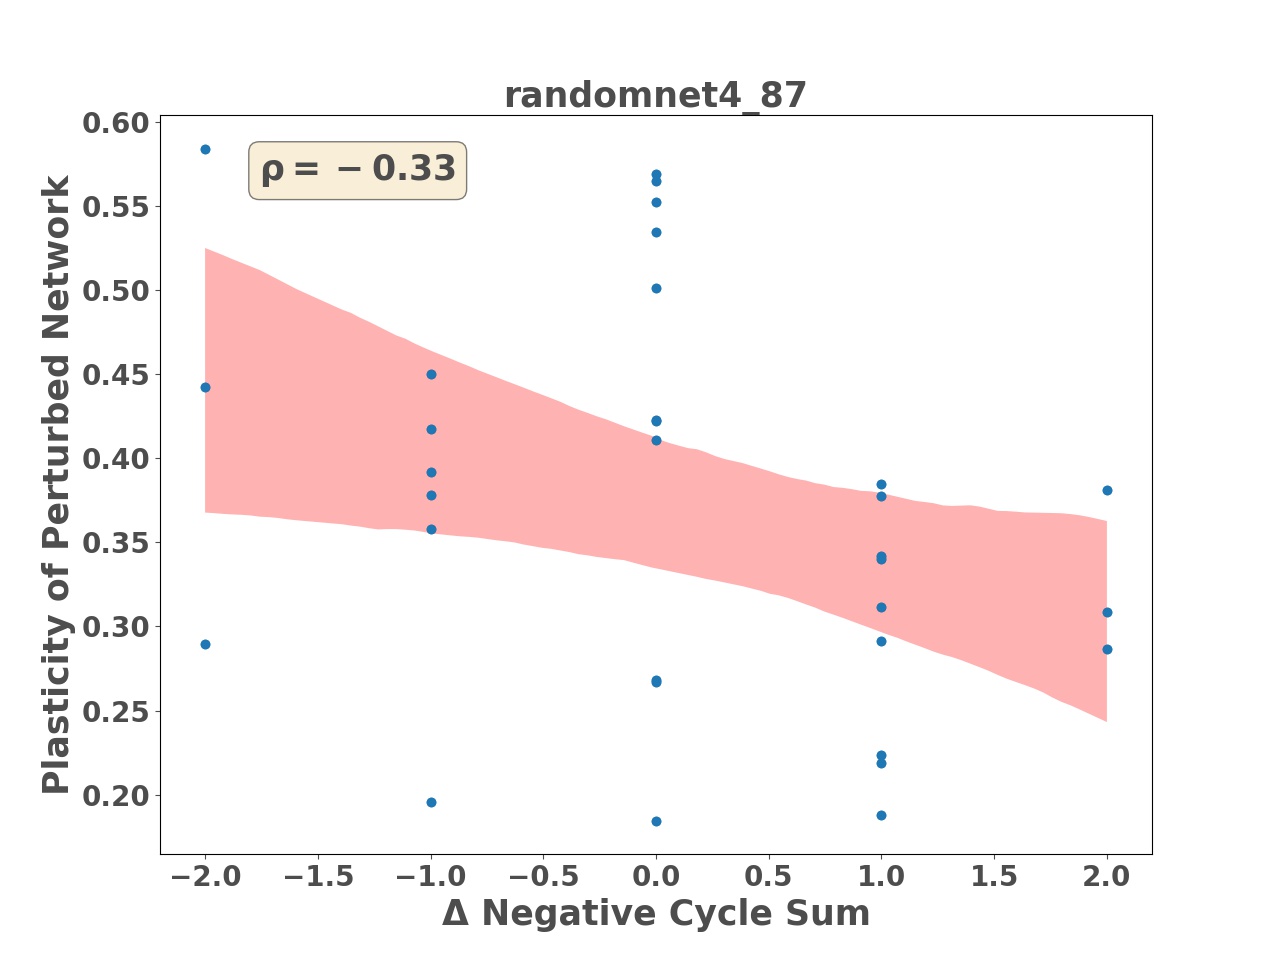 randomnet4_87
ρ = − 0.33
Plasticity of Perturbed Network
0.60
0.55
0.50
0.45
0.40
0.35
0.30
0.25
0.20
−2.0 −1.5 −1.0 −0.5 0.0 0.5 1.0 1.5 2.0
Δ Negative Cycle Sum